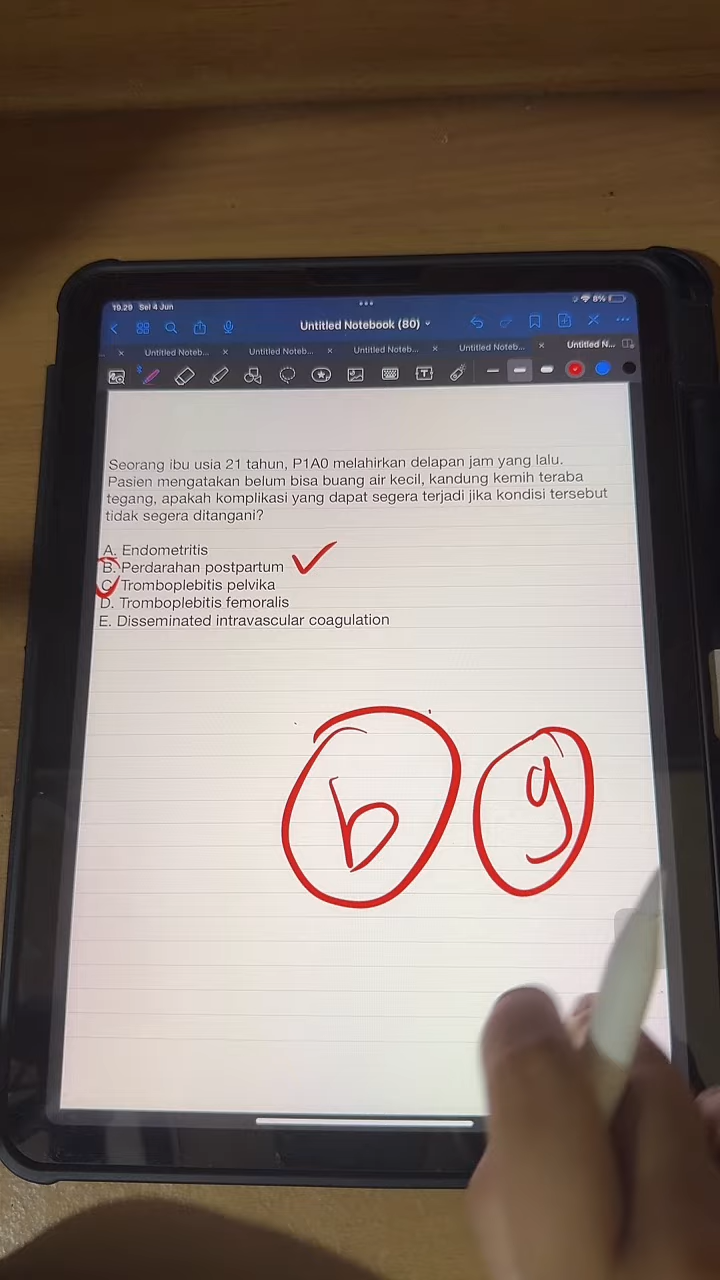 19.29 Sel 4 Jun
8%
Untitled Notebook (80)
Untitled Noteb... Untitled Noteb... Untitled Noteb... Untitled Noteb... Untitled N...
Seorang ibu usia 21 tahun, P1A0 melahirkan delapan jam yang lalu.
Pasien mengatakan belum bisa buang air kecil, kandung kemih teraba
tegang, apakah komplikasi yang dapat segera terjadi jika kondisi tersebut
tidak segera ditangani?
A. Endometritis
B. Perdarahan postpartum
C. Tromboplebitis pelvika
D. Tromboplebitis femoralis
E. Disseminated intravascular coagulation
b g